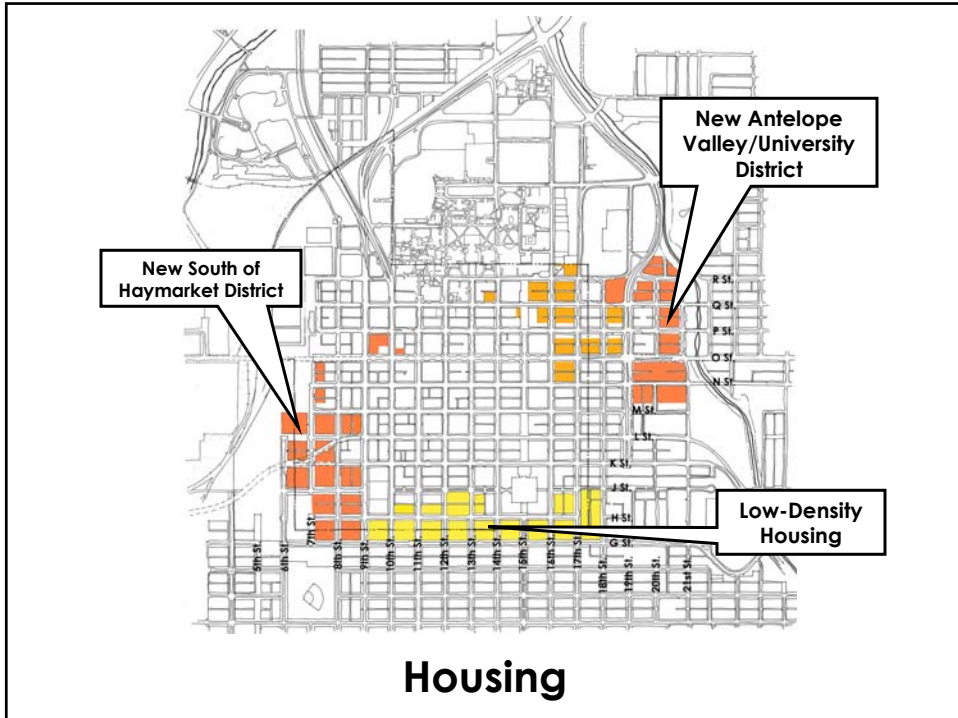 New Antelope
Valley/University
District
New South of
Haymarket District
R St.
Q St.
P St.
O St.
N St.
M St.
L St.
K St.
J St.
H St.
G St.
Low-Density
Housing
5th St.
6th St.
7th St.
8th St.
9th St.
10th St.
11th St.
12th St.
13th St.
14th St.
15th St.
16th St.
17th St.
18th St.
19th St.
20th St.
21st St.
Housing